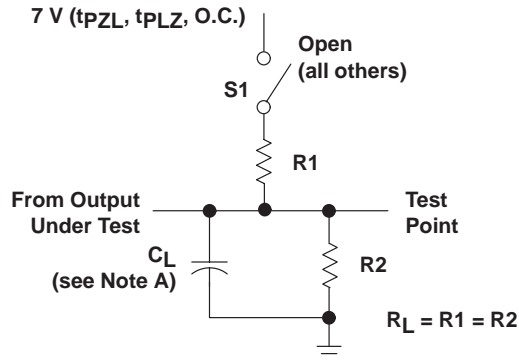 7 V (tPZL, tPLZ, O.C.)
Open
(all others)
S1
R1
From Output
Under Test
Test
Point
CL
(see Note A)
R2
RL = R1 = R2